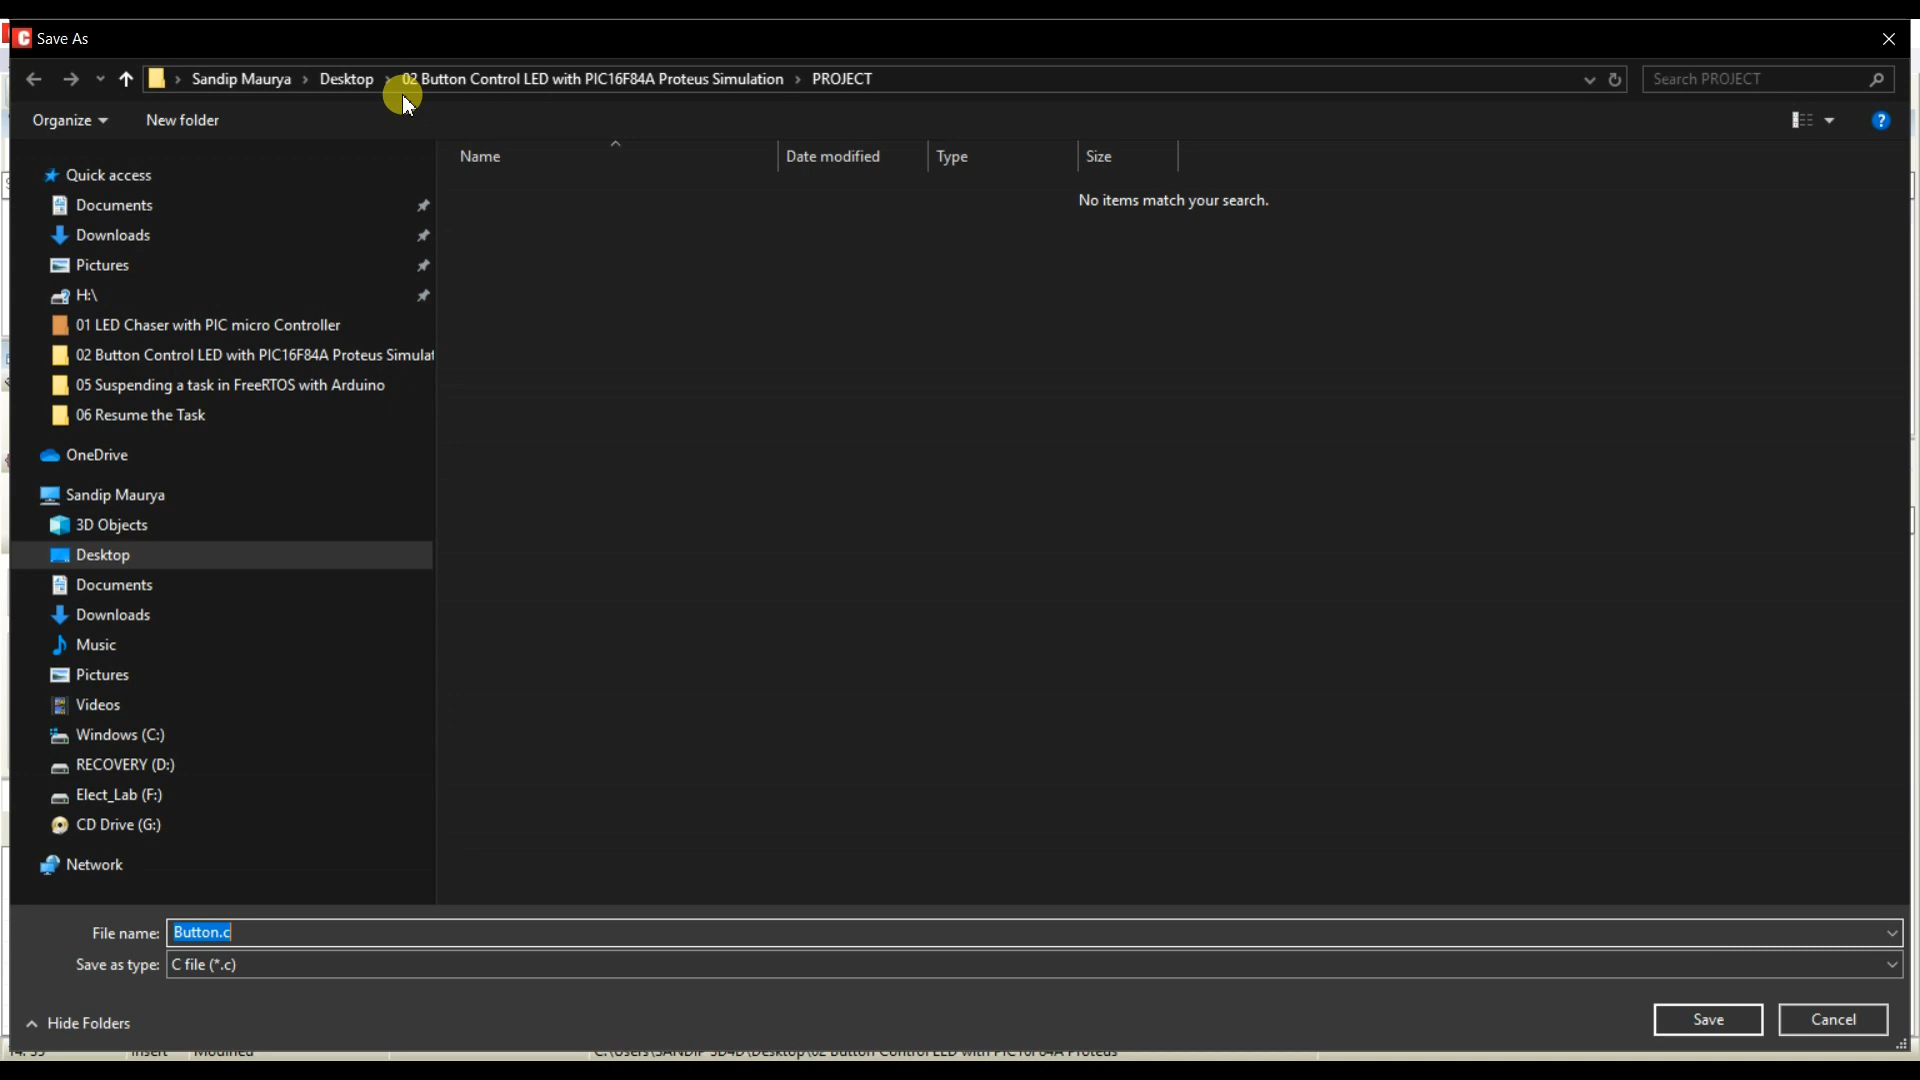 Save As
Sandip Maurya > Desktop > 02 Button Control LED with PIC16F84A Proteus Simulation > PROJECT
Search PROJECT
Organize
New folder
Name
Date modified
Type
Size
No items match your search.
Quick access
Documents
Downloads
Pictures
H:\
01 LED Chaser with PIC micro Controller
02 Button Control LED with PIC16F84A Proteus Simulat
05 Suspending a task in FreeRTOS with Arduino
06 Resume the Task
OneDrive
Sandip Maurya
3D Objects
Desktop
Documents
Downloads
Music
Pictures
Videos
Windows (C:)
RECOVERY (D:)
Elect_Lab (F:)
CD Drive (G:)
Network
File name: Button.c
Save as type: C file (*.c)
Hide Folders
Save
Cancel